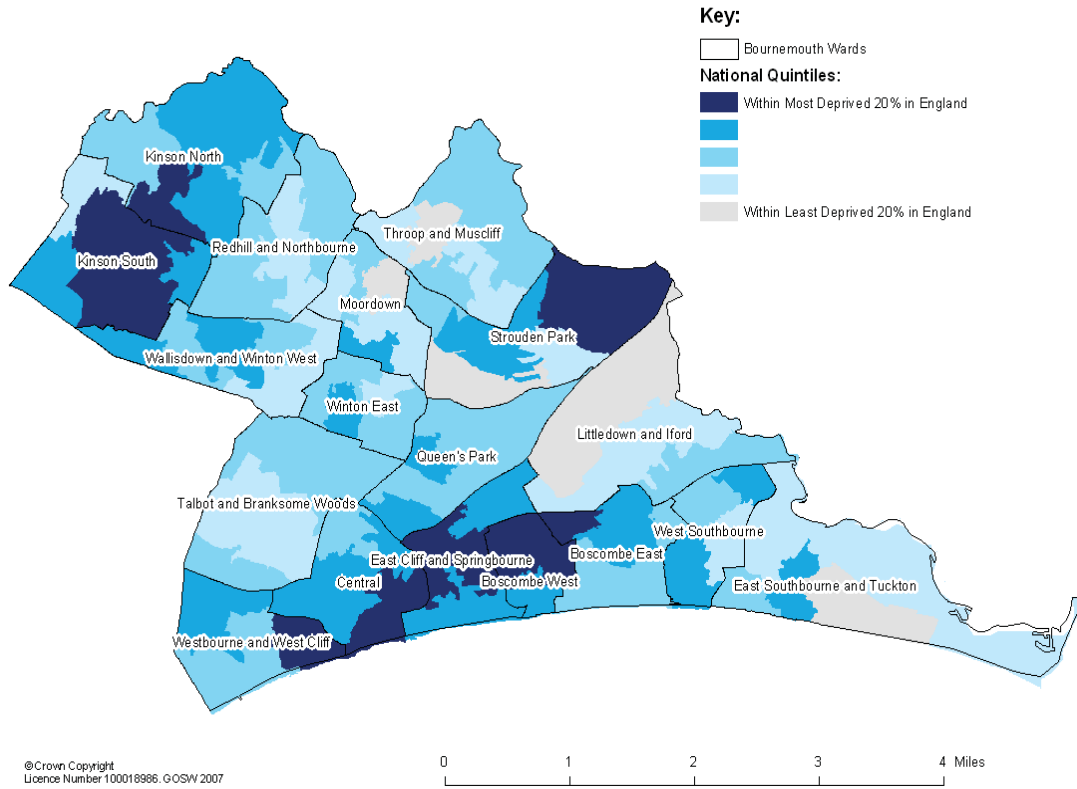 Key:
Bournemouth Wards
National Quintiles:
Within Most Deprived 20% in England
Within Least Deprived 20% in England
Kinson North
Throop and Muscliff
Redhill and Northbourne
Kinson South
Moordown
Strouden Park
Wallisdown and Winton West
Winton East
Littledown and Iford
Queen's Park
Talbot and Branksome Woods
West Southbourne
East Cliff and Springbourne
Boscombe East
Central
Boscombe West
East Southbourne and Tuckton
Westbourne and West Cliff
©Crown Copyright
Licence Number 100018986. GOSW 2007
0 1 2 3 4 Miles